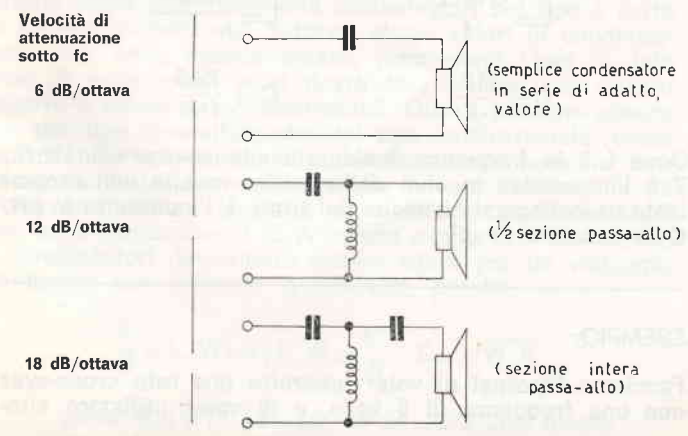 Velocità di
attenuazione
sotto fc
6 dB/ottava
(semplice condensatore
in serie di adatto,
valore)
12 dB/ottava
(½ sezione passa-alto)
18 dB/ottava
(sezione intera
passa-alto)